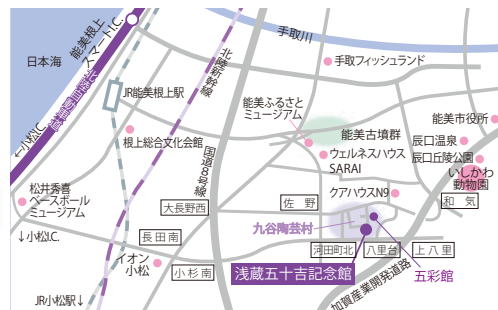 能美根上
スマートI.C.
手取川
日本海
北陸自動車道
北陸新幹線
手取フィッシュランド
←小松I.C.
JR能美根上駅
能美ふるさと
ミュージアム
能美古墳群
能美市役所
根上総合文化会館
国道8号線
ウェルネスハウス
SARAI
辰口温泉
辰口丘陵公園
いしかわ
動物園
クアハウスN9
松井秀喜
ベースボール
ミュージアム
大長野西
佐野
和気
九谷陶芸村
↓小松I.C.
長田南
河田町北
八里台
上八里
浅蔵五十吉記念館
五彩館
イオン
小松
小杉南
加賀産業開発道路
JR小松駅↓